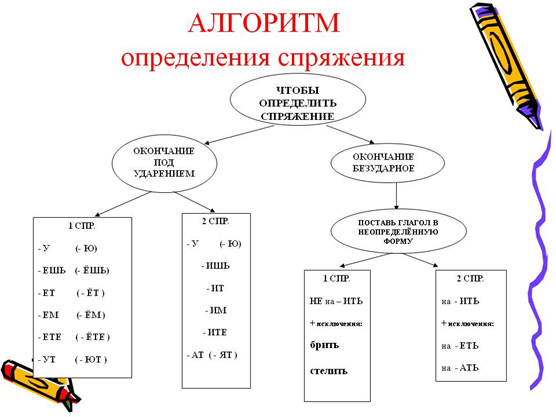 АЛГОРИТМ
определения спряжения
ЧТОБЫ
ОПРЕДЕЛИТЬ
СПРЯЖЕНИЕ
ОКОНЧАНИЕ
ПОД
УДАРЕНИЕМ
ОКОНЧАНИЕ
БЕЗУДАРНОЕ
1 СПР.
- У (- Ю)
- ЕШЬ (- ЁШЬ)
- ЕТ ( - ЁТ )
- ЕМ ( - ЁМ )
- ЕТЕ ( - ЁТЕ )
- УТ ( - ЮТ )
2 СПР.
- У (- Ю)
- ИШЬ
- ИТ
- ИМ
- ИТЕ
- АТ ( - ЯТ )
ПОСТАВЬ ГЛАГОЛ В
НЕОПРЕДЕЛЁННУЮ
ФОРМУ
1 СПР.
НЕ на – ИТЬ
+ исключения:
брить
стелить
2 СПР.
на - ИТЬ
+ исключения:
на - ЕТЬ
на - АТЬ